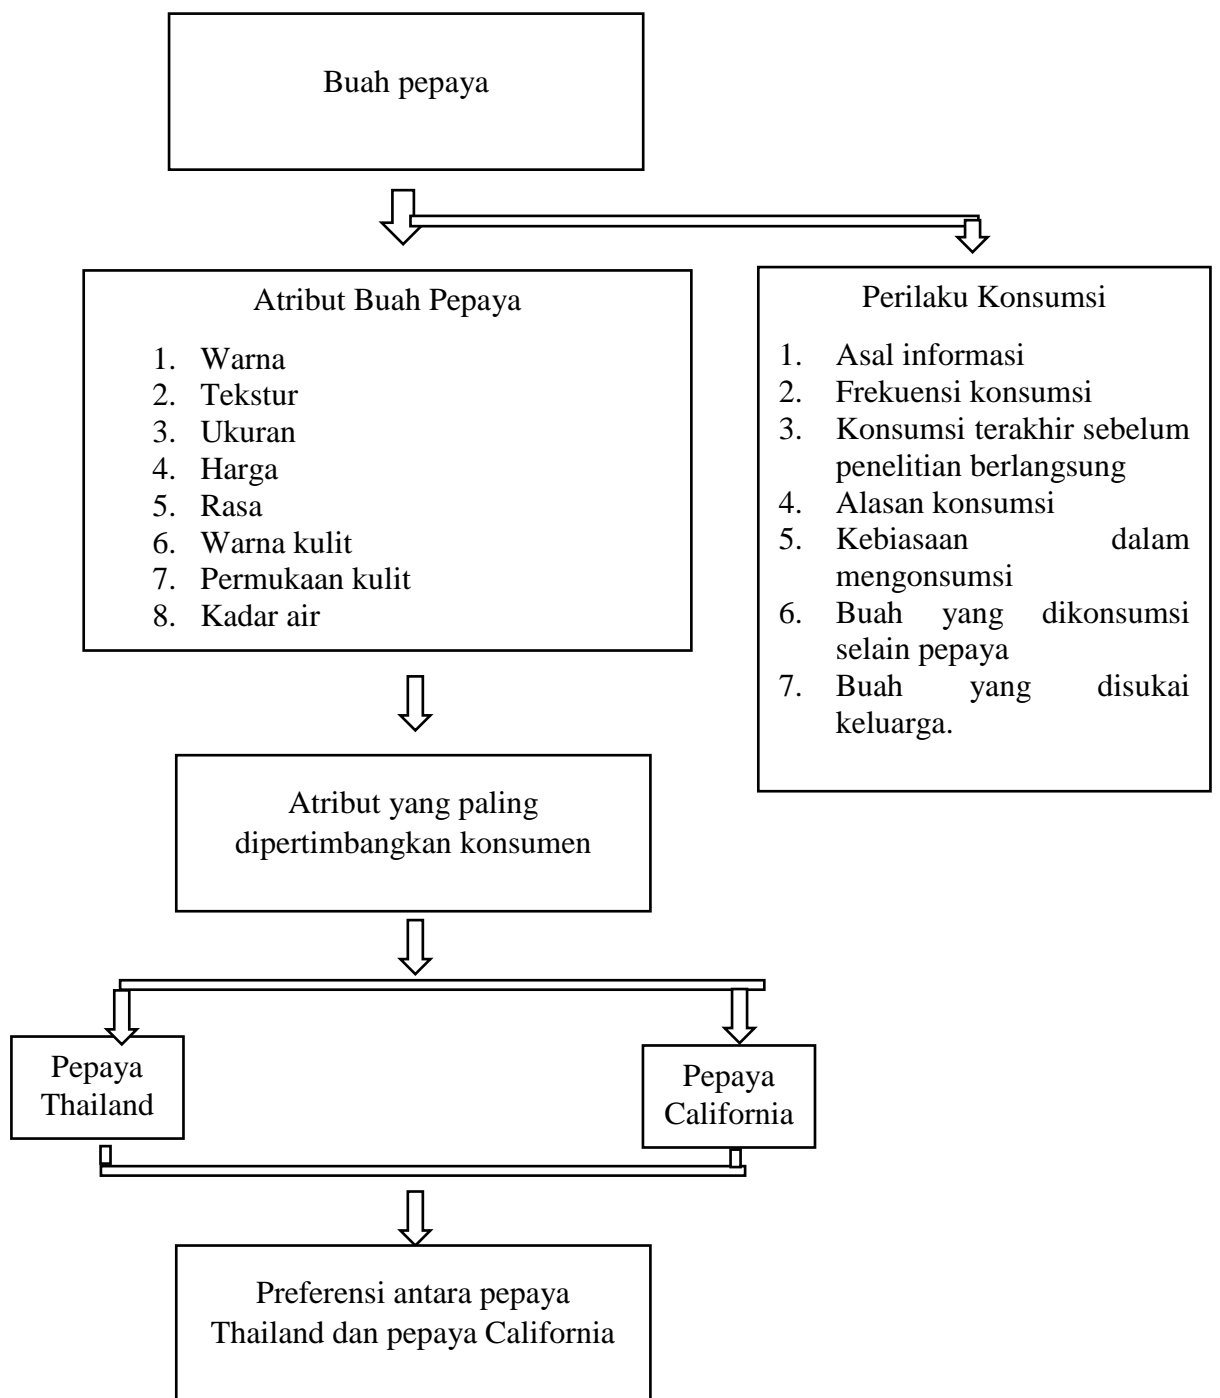 Buah pepaya
Atribut Buah Pepaya
1. Warna
2. Tekstur
3. Ukuran
4. Harga
5. Rasa
6. Warna kulit
7. Permukaan kulit
8. Kadar air
Perilaku Konsumsi
1. Asal informasi
2. Frekuensi konsumsi
3. Konsumsi terakhir sebelum
penelitian berlangsung
4. Alasan konsumsi
5. Kebiasaan dalam
mengonsumsi
6. Buah yang dikonsumsi
selain pepaya
7. Buah yang disukai
keluarga.
Atribut yang paling
dipertimbangkan konsumen
Pepaya
Thailand
Pepaya
California
Preferensi antara pepaya
Thailand dan pepaya California